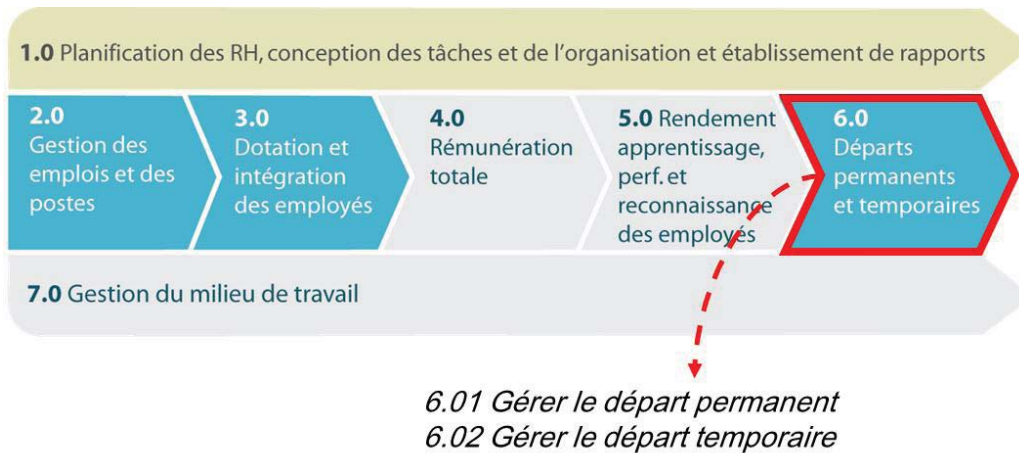 1.0 Planification des RH, conception des tâches et de l'organisation et établissement de rapports
2.0
Gestion des
emplois et des
postes
3.0
Dotation et
intégration
des employés
4.0
Rémunération
totale
5.0 Rendement
apprentissage,
perf. et
reconnaissance
des employés
6.0
Départs
permanents
et temporaires
7.0 Gestion du milieu de travail
6.01 Gérer le départ permanent
6.02 Gérer le départ temporaire